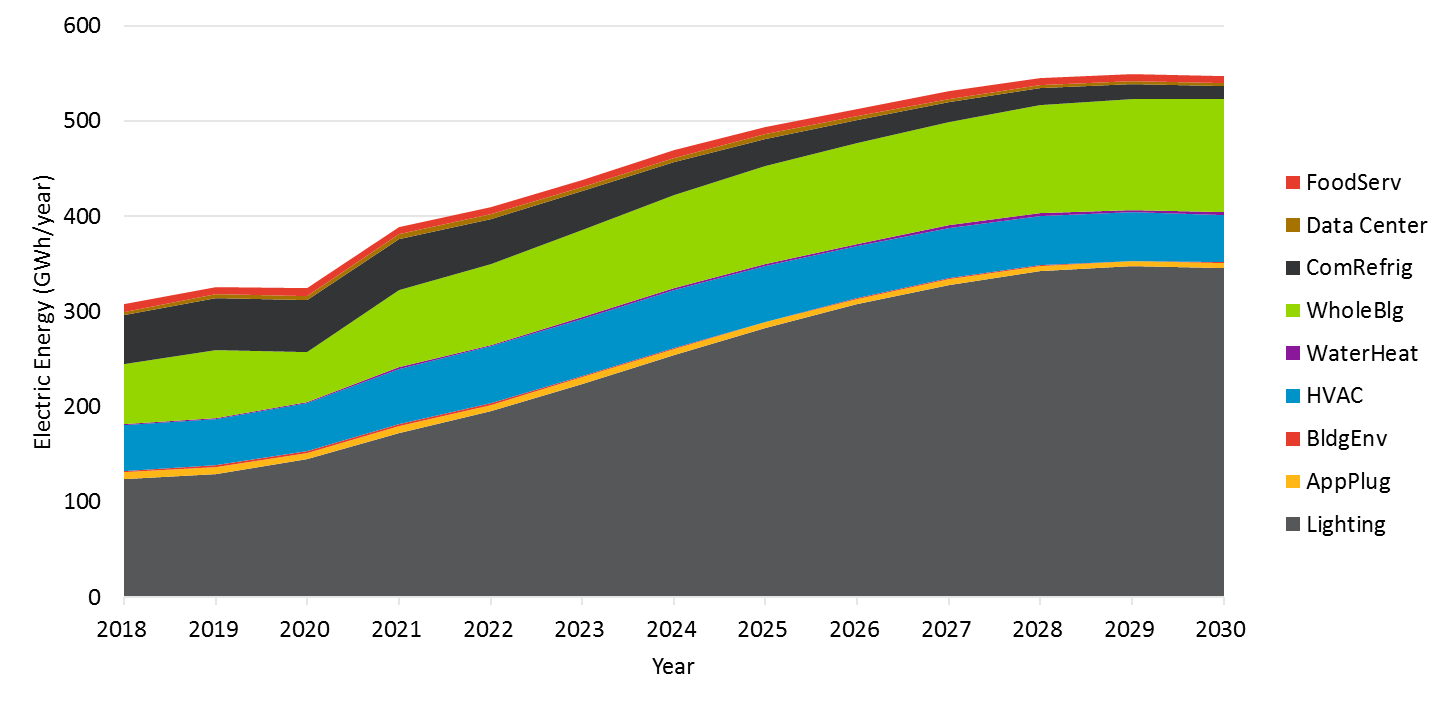 Electric Energy (GWh/year)
600
500
400
300
200
100
0
2018 2019 2020 2021 2022 2023 2024 2025 2026 2027 2028 2029 2030
Year
FoodServ
Data Center
ComRefrig
WholeBlg
WaterHeat
HVAC
BldgEnv
AppPlug
Lighting